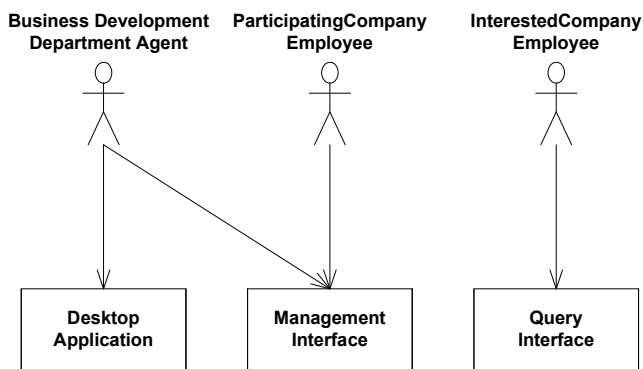 Business Development
Department Agent
ParticipatingCompany
Employee
InterestedCompany
Employee
Desktop
Application
Management
Interface
Query
Interface